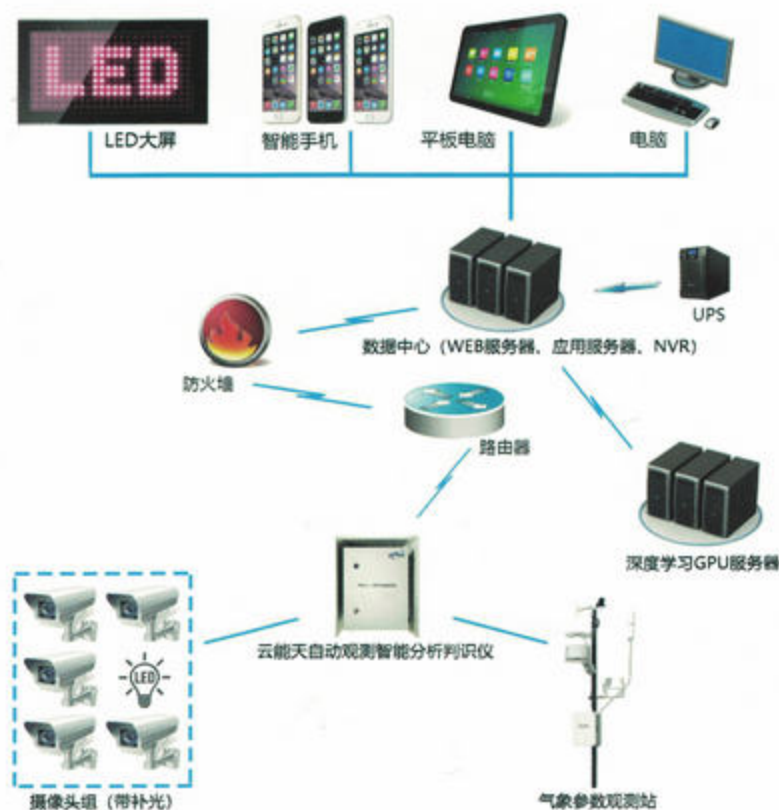 LED
LED大屏
智能手机
平板电脑
电脑
UPS
数据中心（WEB服务器、应用服务器、NVR）
防火墙
路由器
深度学习GPU服务器
云能天自动观测智能分析判识仪
LED
摄像头组（带补光）
气象参数观测站